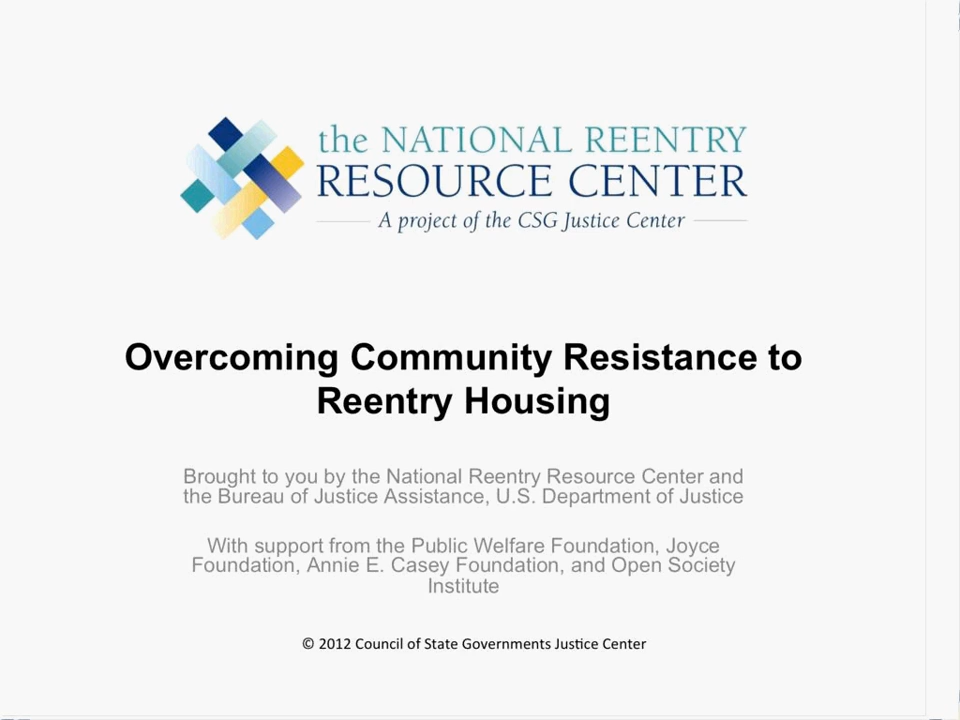 the NATIONAL REENTRY
RESOURCE CENTER
A project of the CSG Justice Center
Overcoming Community Resistance to
Reentry Housing
Brought to you by the National Reentry Resource Center and
the Bureau of Justice Assistance, U.S. Department of Justice
With support from the Public Welfare Foundation, Joyce
Foundation, Annie E. Casey Foundation, and Open Society
Institute
© 2012 Council of State Governments Justice Center